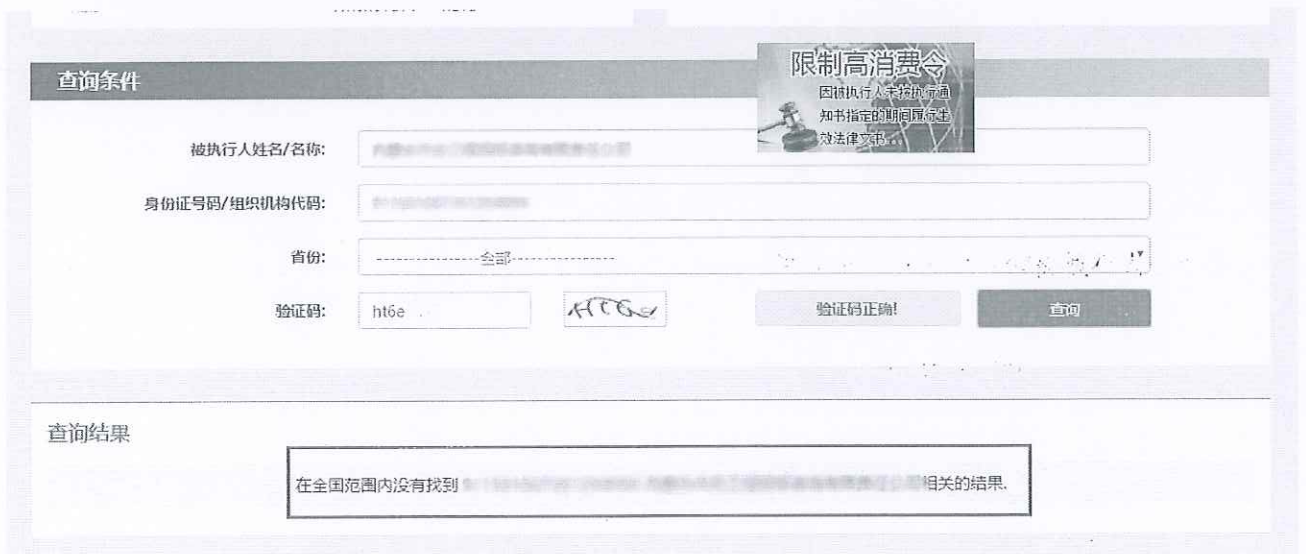 限制高消费令
因被执行人未按执行通
知书指定的期间履行生
效法律文书...
查询条件
被执行人姓名/名称:
身份证号码/组织机构代码:
省份: ------------------全部------------------
验证码: ht6e HT6e 验证码正确! 查询
查询结果
在全国范围内没有找到 相关的结果.